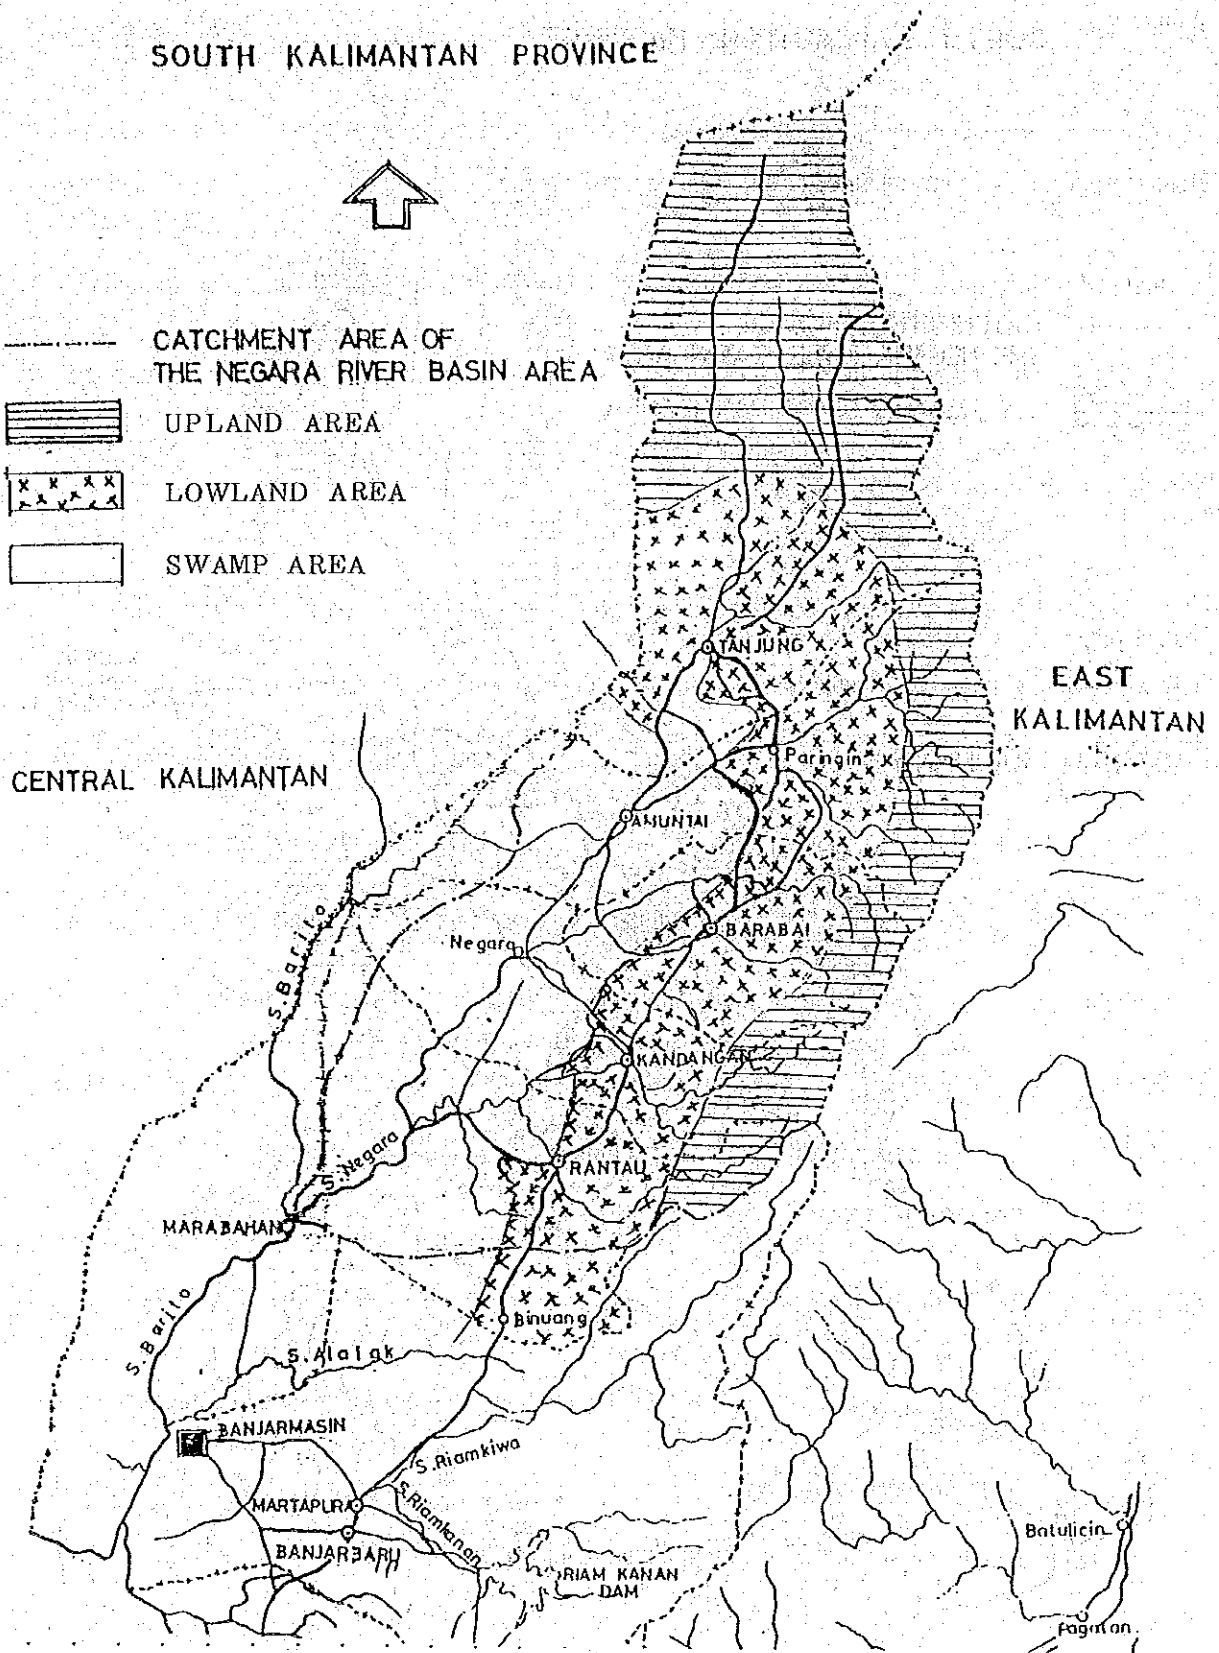 SOUTH KALIMANTAN PROVINCE
CATCHMENT AREA OF
THE NEGARA RIVER BASIN AREA
UPLAND AREA
LOWLAND AREA
SWAMP AREA
TANJUNG
EAST
KALIMANTAN
Paringin
CENTRAL KALIMANTAN
AMUNTAI
S. Barito
Negara
BARABAI
KANDANGAN
S. Negara
RANTAU
MARABAHAN
S. Barito
Binuang
S. Alalak
BANJARMASIN
S. Riamkiwa
MARTAPURA
S. Riamkanan
BANJARBARU
RIAM KANAN
DAM
Batulicin
Pagatan